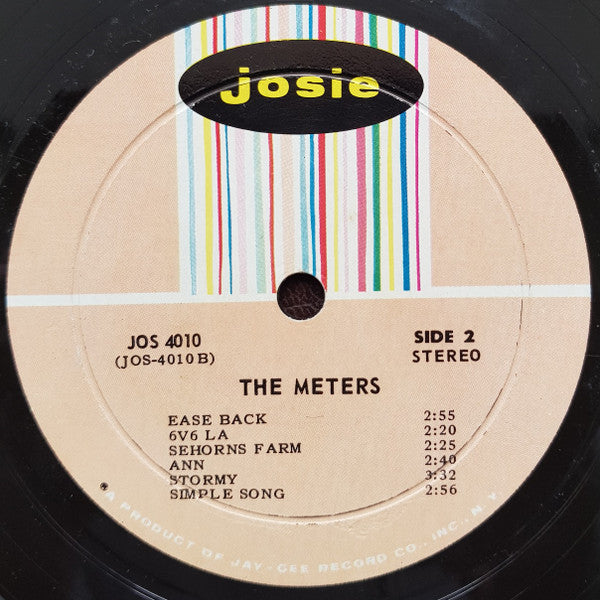 josie
JOS 4010
(JOS-4010B)
SIDE 2
STEREO
THE METERS
EASE BACK 2:55
6V6 LA 2:20
SEHORNS FARM 2:25
ANN 2:40
STORMY 3:32
SIMPLE SONG 2:56
*A PRODUCT OF JAY-GEE RECORD CO., INC., N.Y.